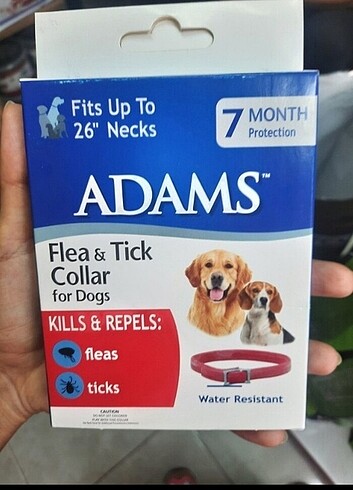 Fits Up To
26" Necks
7 MONTH
Protection
ADAMS™
Flea & Tick
Collar
for Dogs
KILLS & REPELS:
fleas
ticks
Water Resistant
CAUTION